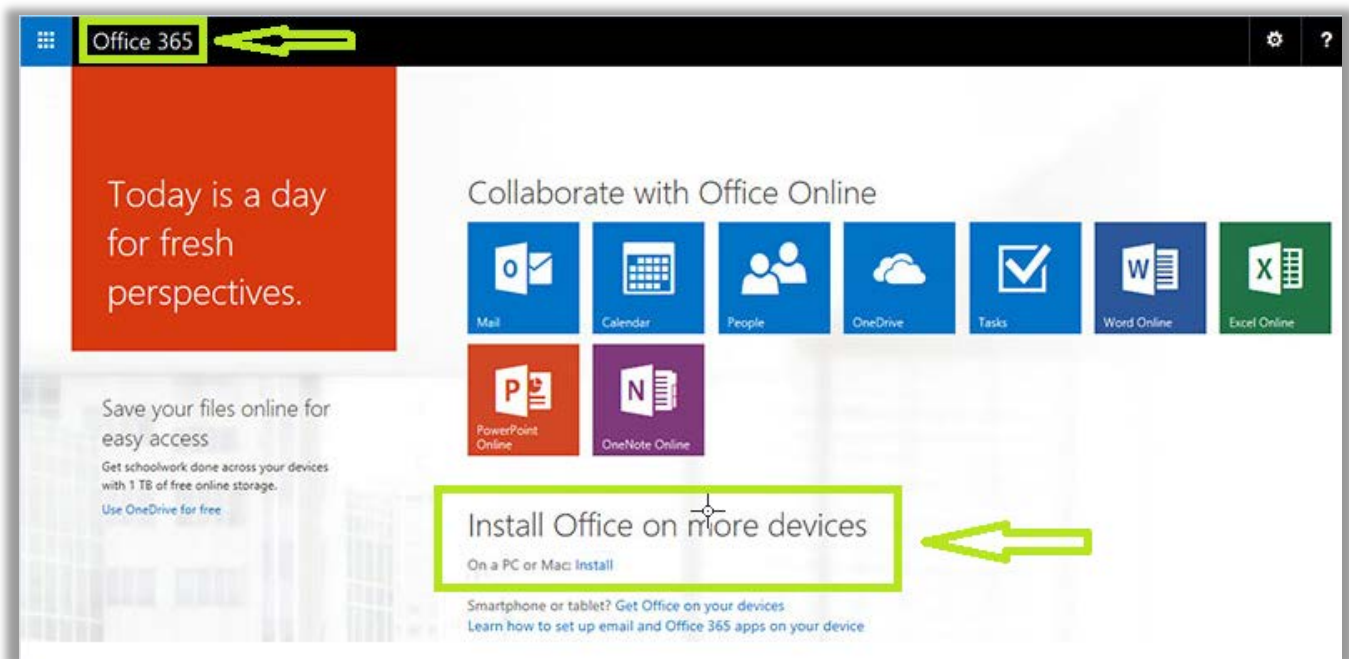 Office 365
?
Today is a day
for fresh
perspectives.
Save your files online for
easy access
Get schoolwork done across your devices
with 1 TB of free online storage.
Use OneDrive for free
Collaborate with Office Online
Mail
Calendar
People
OneDrive
Tasks
Word Online
Excel Online
PowerPoint
Online
OneNote Online
Install Office on more devices
On a PC or Mac: Install
Smartphone or tablet? Get Office on your devices
Learn how to set up email and Office 365 apps on your device